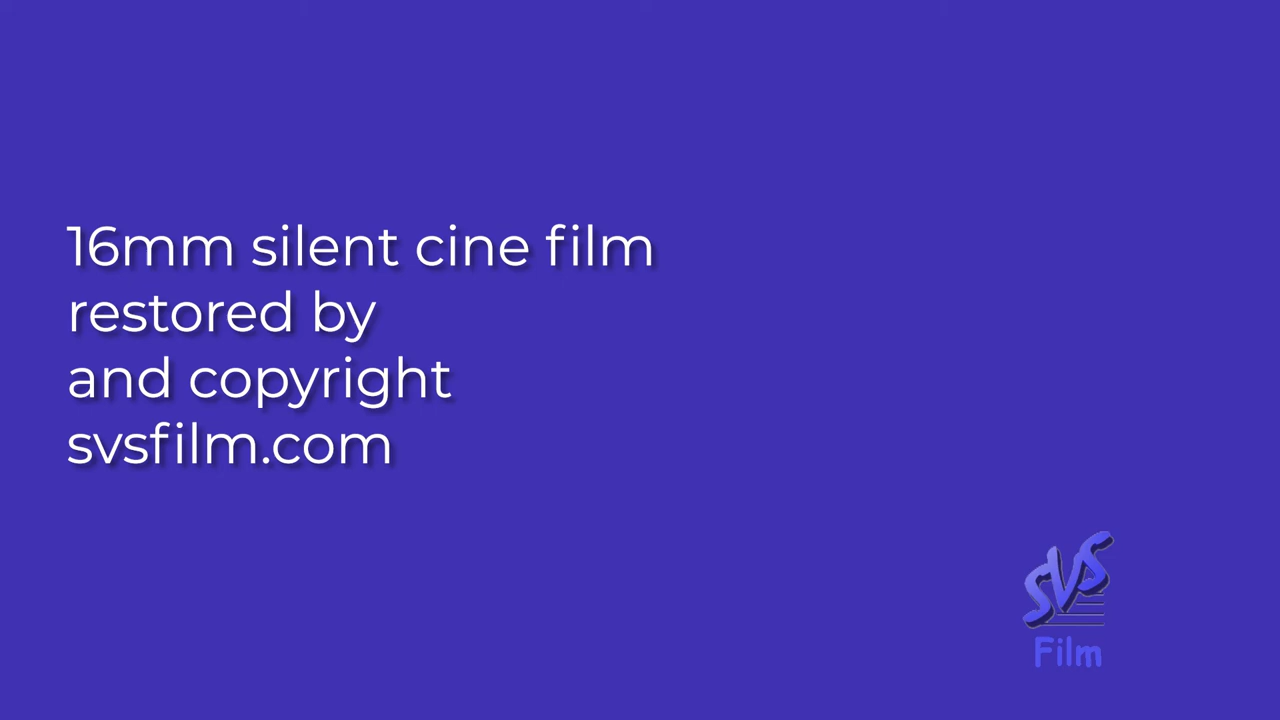 16mm silent cine film
restored by
and copyright
svsfilm.com
SVS
Film